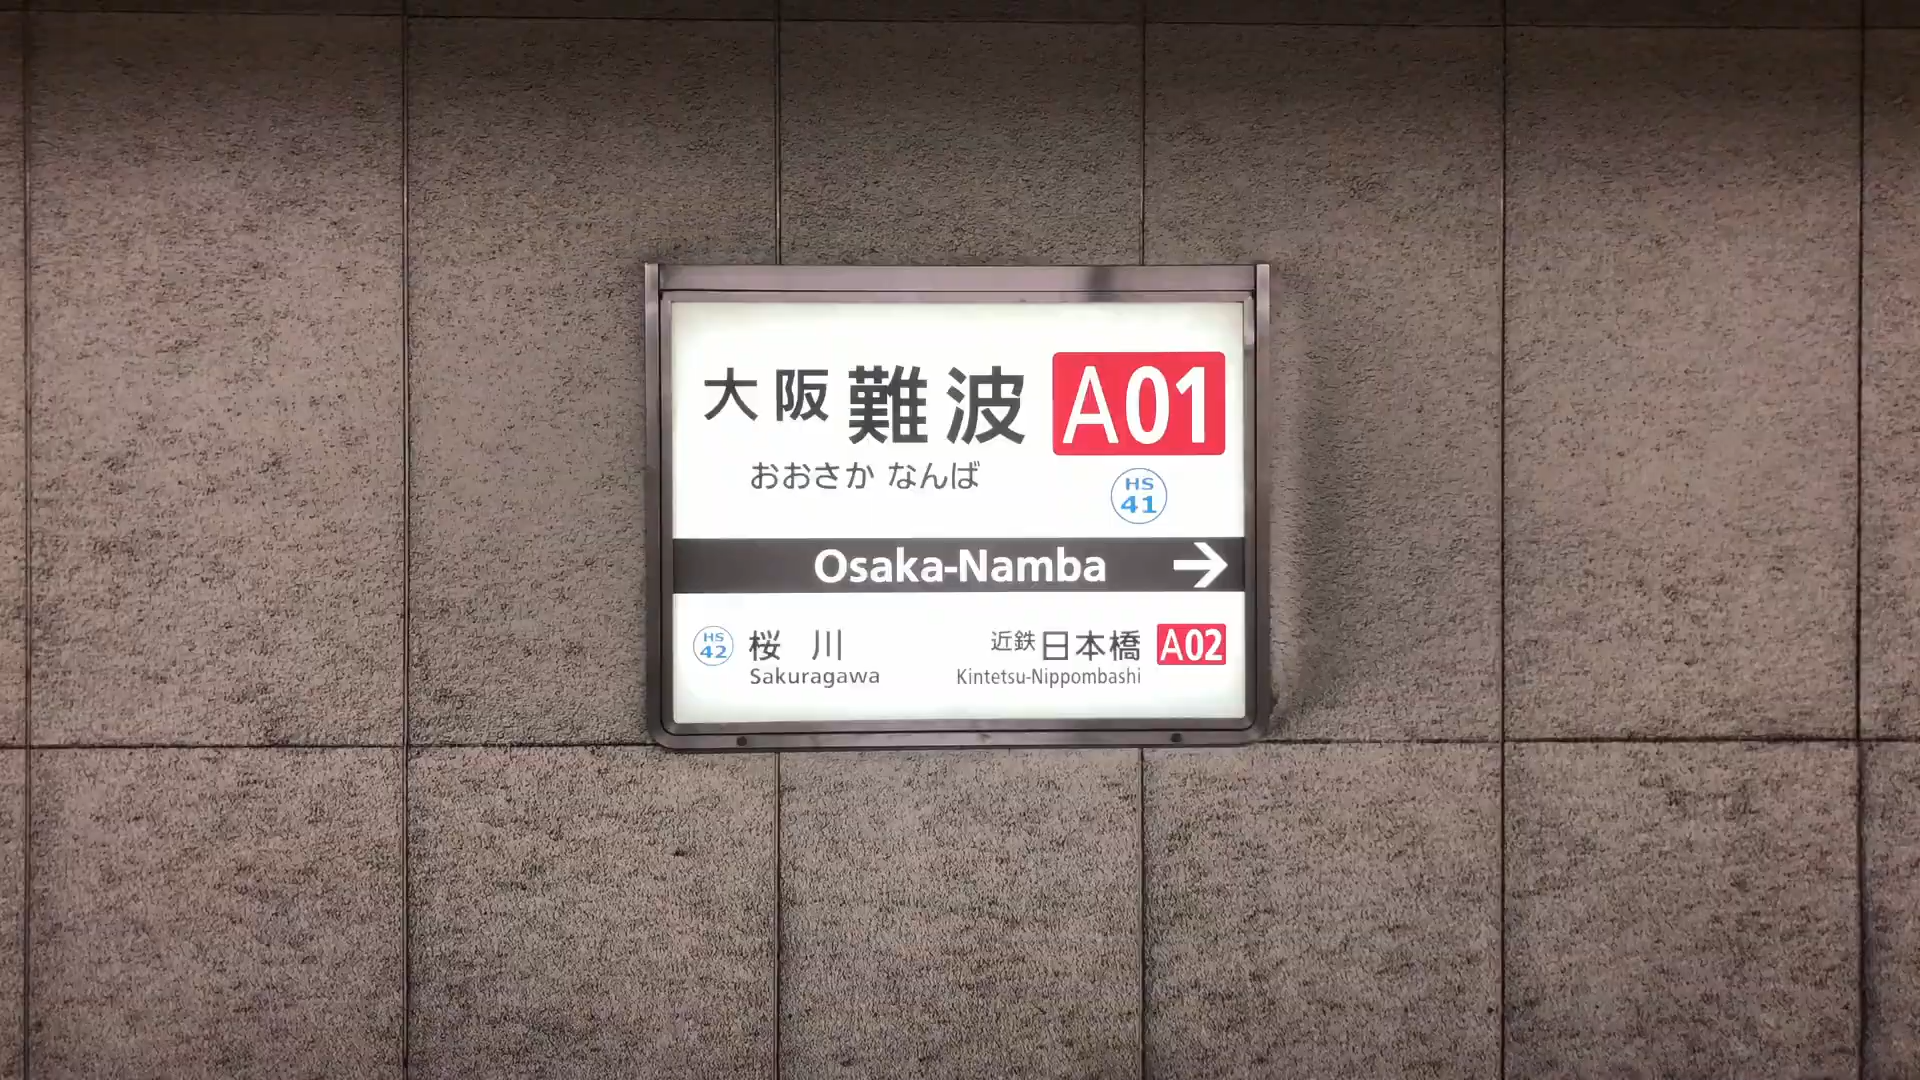 大阪難波 A01
おおさか なんば
HS
41
Osaka-Namba →
HS
42
桜川
Sakuragawa
近鉄日本橋 A02
Kintetsu-Nippombashi